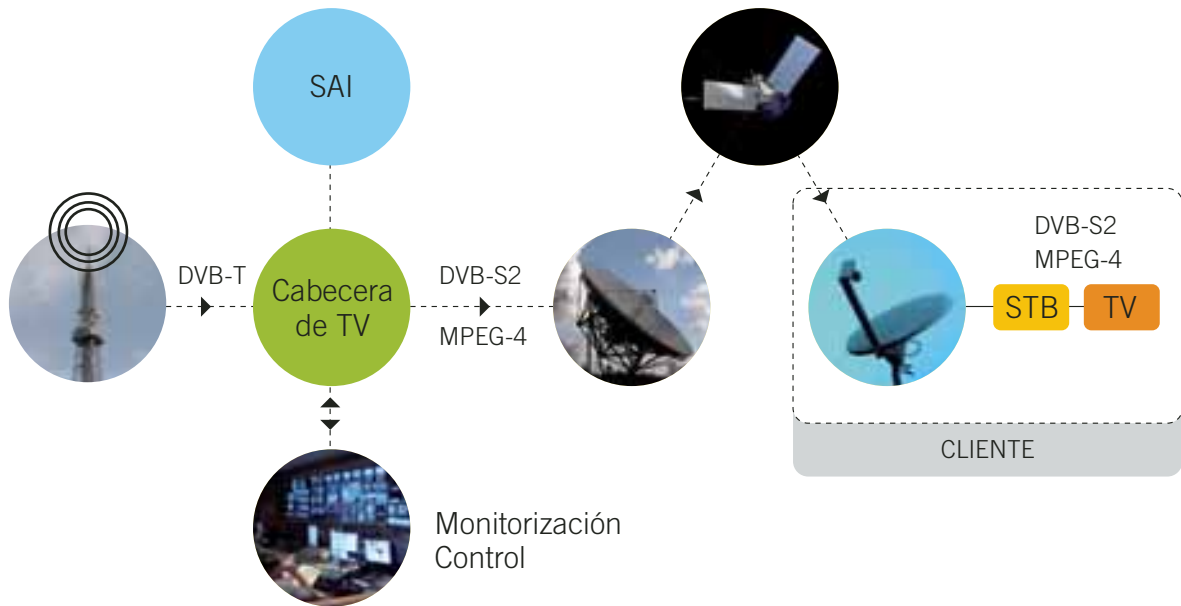 SAI
DVB-T
Cabecera
de TV
DVB-S2
MPEG-4
DVB-S2
MPEG-4
STB
TV
CLIENTE
Monitorización
Control